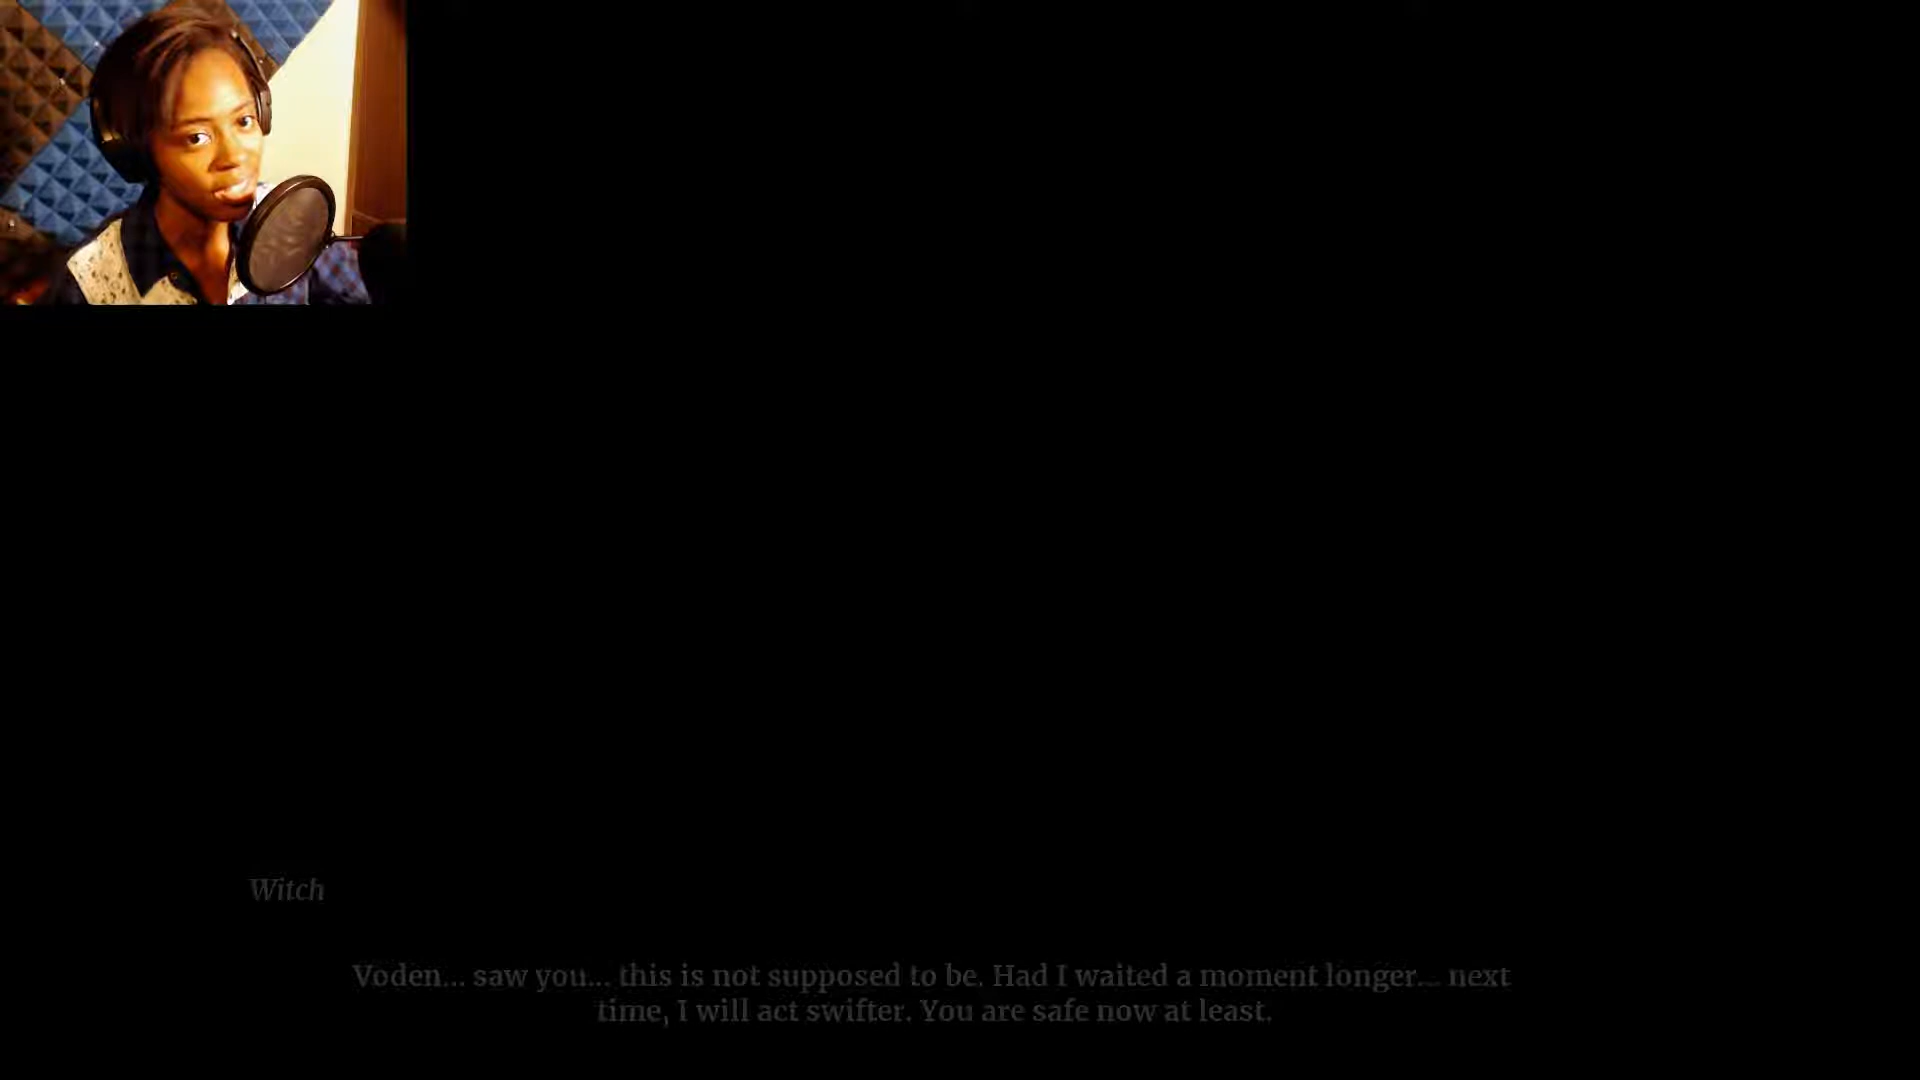 Witch
Voden... saw you... this is not supposed to be. Had I waited a moment longer... next
time, I will act swifter. You are safe now at least.